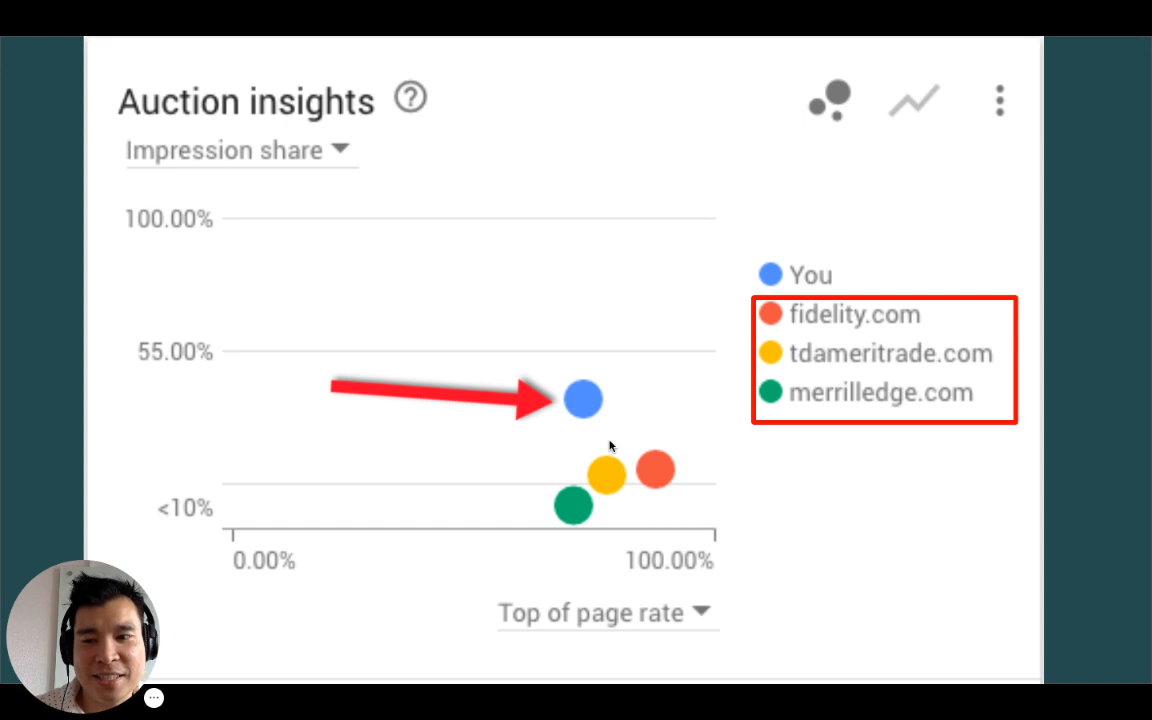 Auction insights
Impression share
100.00%
55.00%
<10%
0.00%
100.00%
Top of page rate
You
fidelity.com
tdameritrade.com
merrilledge.com